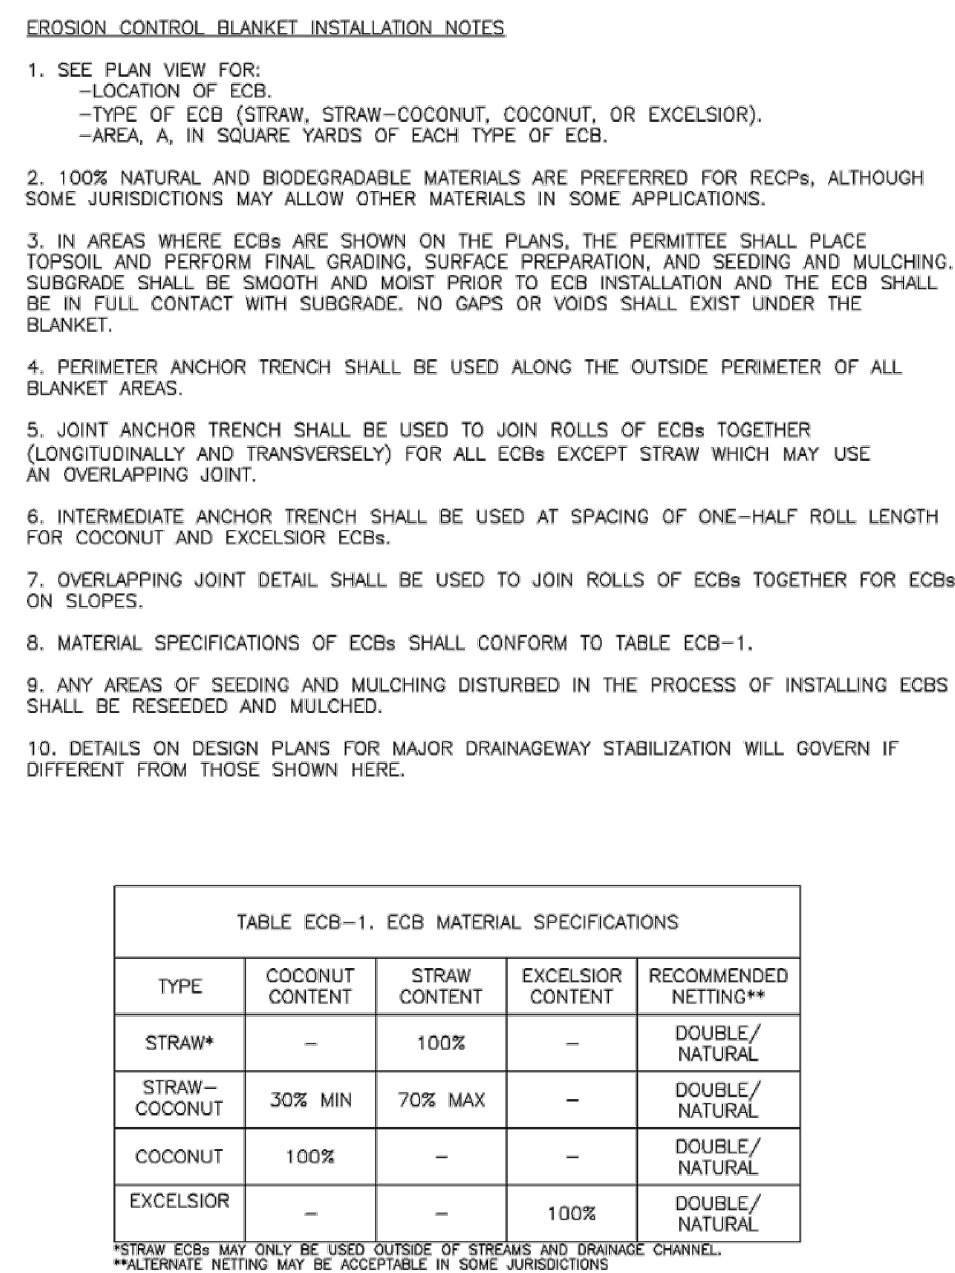 EROSION CONTROL BLANKET INSTALLATION NOTES
1. SEE PLAN VIEW FOR:
-LOCATION OF ECB.
-TYPE OF ECB (STRAW, STRAW-COCONUT, COCONUT, OR EXCELSIOR).
-AREA, A, IN SQUARE YARDS OF EACH TYPE OF ECB.
2. 100% NATURAL AND BIODEGRADABLE MATERIALS ARE PREFERRED FOR RECPs, ALTHOUGH
SOME JURISDICTIONS MAY ALLOW OTHER MATERIALS IN SOME APPLICATIONS.
3. IN AREAS WHERE ECBs ARE SHOWN ON THE PLANS, THE PERMITTEE SHALL PLACE
TOPSOIL AND PERFORM FINAL GRADING, SURFACE PREPARATION, AND SEEDING AND MULCHING.
SUBGRADE SHALL BE SMOOTH AND MOIST PRIOR TO ECB INSTALLATION AND THE ECB SHALL
BE IN FULL CONTACT WITH SUBGRADE. NO GAPS OR VOIDS SHALL EXIST UNDER THE
BLANKET.
4. PERIMETER ANCHOR TRENCH SHALL BE USED ALONG THE OUTSIDE PERIMETER OF ALL
BLANKET AREAS.
5. JOINT ANCHOR TRENCH SHALL BE USED TO JOIN ROLLS OF ECBs TOGETHER
(LONGITUDINALLY AND TRANSVERSELY) FOR ALL ECBs EXCEPT STRAW WHICH MAY USE
AN OVERLAPPING JOINT.
6. INTERMEDIATE ANCHOR TRENCH SHALL BE USED AT SPACING OF ONE-HALF ROLL LENGTH
FOR COCONUT AND EXCELSIOR ECBs.
7. OVERLAPPING JOINT DETAIL SHALL BE USED TO JOIN ROLLS OF ECBs TOGETHER FOR ECBs
ON SLOPES.
8. MATERIAL SPECIFICATIONS OF ECBs SHALL CONFORM TO TABLE ECB-1.
9. ANY AREAS OF SEEDING AND MULCHING DISTURBED IN THE PROCESS OF INSTALLING ECBS
SHALL BE RESEEDED AND MULCHED.
10. DETAILS ON DESIGN PLANS FOR MAJOR DRAINAGEWAY STABILIZATION WILL GOVERN IF
DIFFERENT FROM THOSE SHOWN HERE.
TABLE ECB-1. ECB MATERIAL SPECIFICATIONS
TYPE COCONUT CONTENT STRAW CONTENT EXCELSIOR CONTENT RECOMMENDED NETTING**
STRAW* - 100% - DOUBLE/ NATURAL
STRAW- COCONUT 30% MIN 70% MAX - DOUBLE/ NATURAL
COCONUT 100% - - DOUBLE/ NATURAL
EXCELSIOR - - 100% DOUBLE/ NATURAL
*STRAW ECBs MAY ONLY BE USED OUTSIDE OF STREAMS AND DRAINAGE CHANNEL.
**ALTERNATE NETTING MAY BE ACCEPTABLE IN SOME JURISDICTIONS